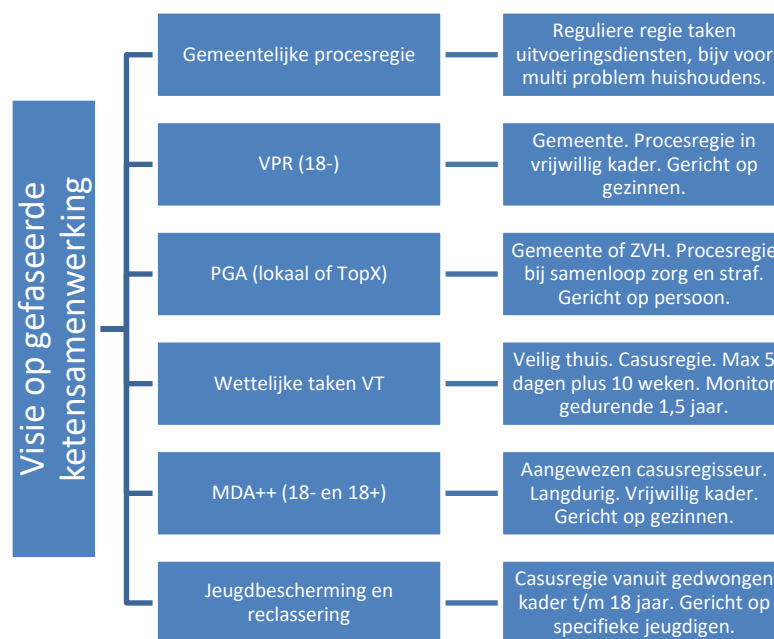 Visie op gefaseerde
ketensamenwerking
Gemeentelijke procesregie
Reguliere regie taken
uitvoeringsdiensten, bijv voor
multi problem huishoudens.
VPR (18-)
Gemeente. Procesregie in
vrijwillig kader. Gericht op
gezinnen.
PGA (lokaal of TopX)
Gemeente of ZVH. Procesregie
bij samenloop zorg en straf.
Gericht op persoon.
Wettelijke taken VT
Veilig thuis. Casusregie. Max 5
dagen plus 10 weken. Monitor
gedurende 1,5 jaar.
MDA++ (18- en 18+)
Aangewezen casusregisseur.
Langdurig. Vrijwillig kader.
Gericht op gezinnen.
Jeugdbescherming en
reclassering
Casusregie vanuit gedwongen
kader t/m 18 jaar. Gericht op
specifieke jeugdigen.